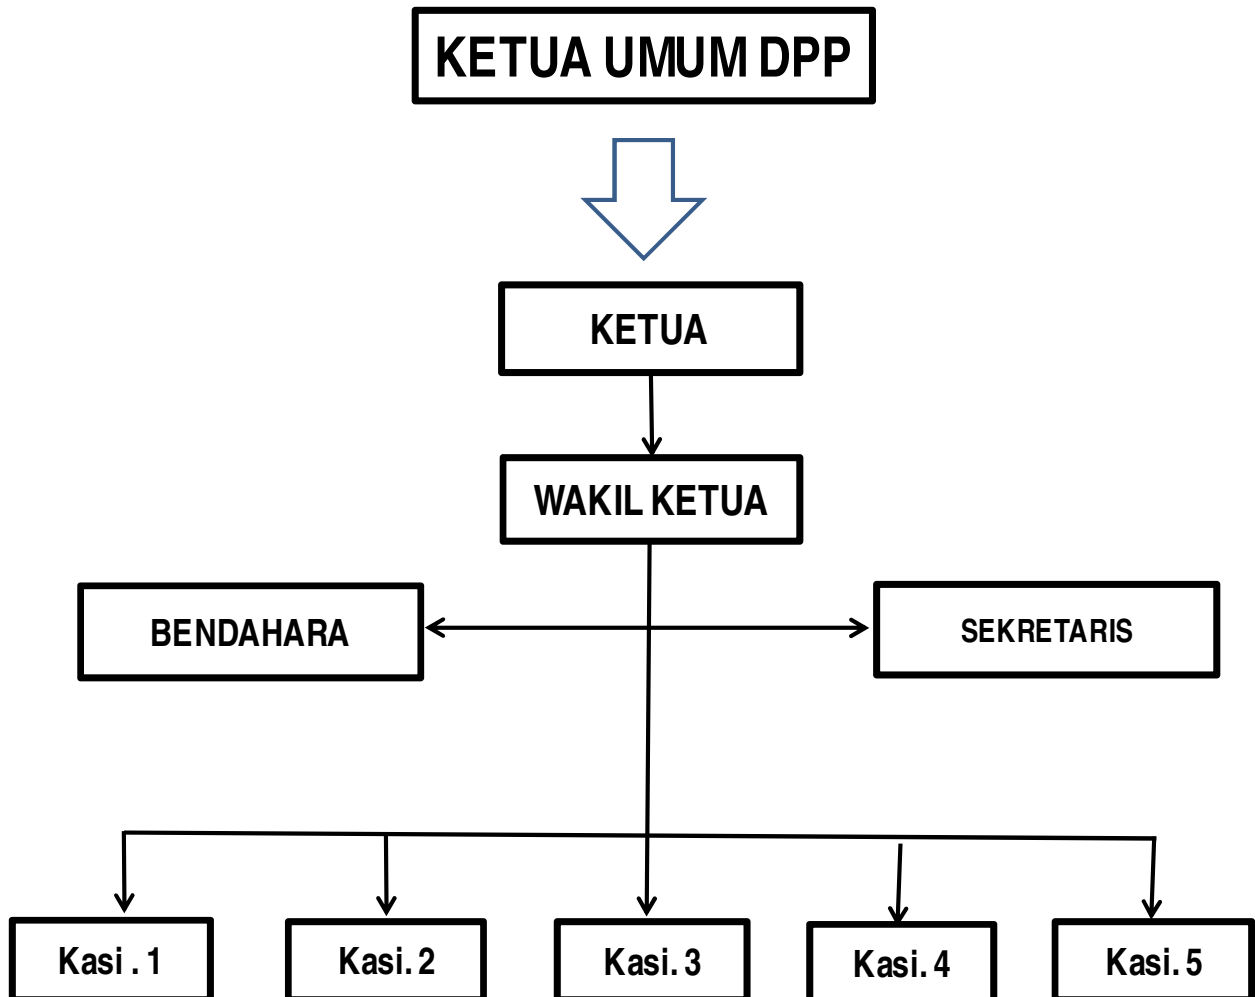 KETUA UMUM DPP
KETUA
WAKIL KETUA
BENDAHARA
SEKRETARIS
Kasi . 1
Kasi. 2
Kasi. 3
Kasi. 4
Kasi. 5